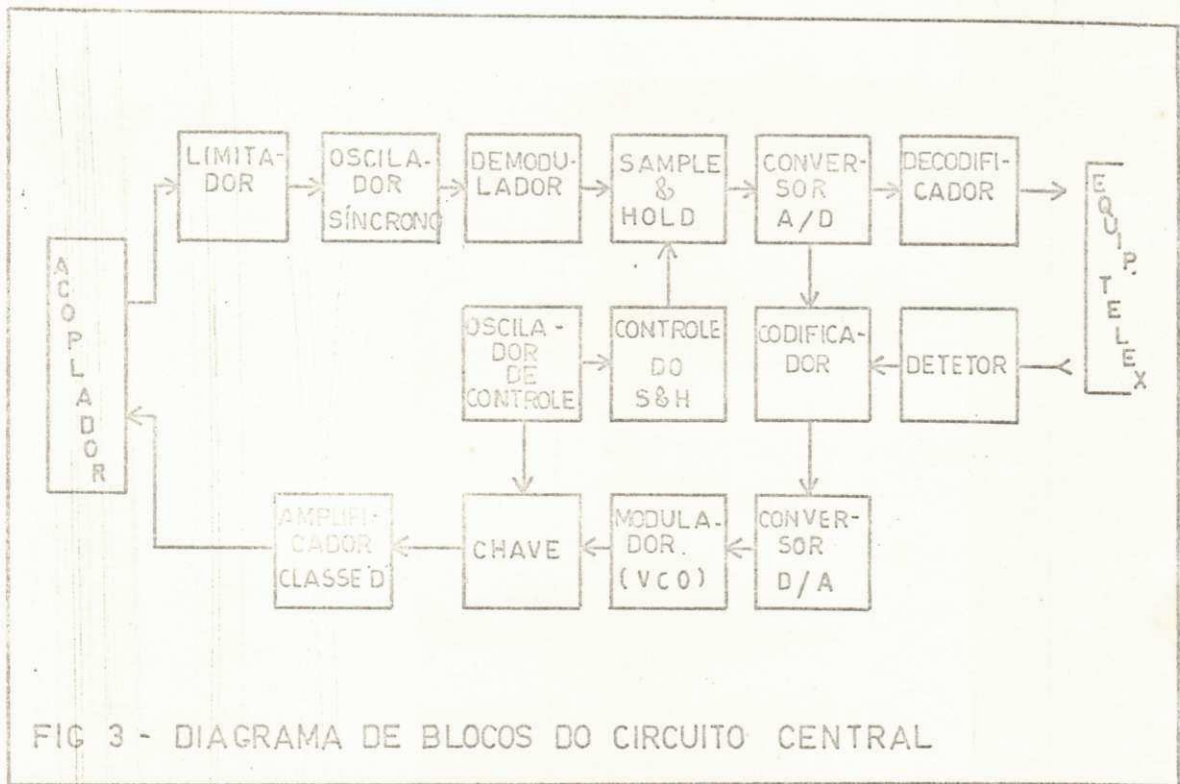 LIMITA-
DOR
OSCILA-
DOR
SÍNCRONO
DEMODU-
LADOR
SAMPLE
&
HOLD
CONVER-
SOR
A/D
DECODIFI-
CADOR
EQUIP. TELEX
ACOPLADOR
OSCILA-
DOR
DE
CONTROLE
CONTROLE
DO
S&H
CODIFICA-
DOR
DETETOR
AMPLIFI-
CADOR
CLASSE D
CHAVE
MODULA-
DOR.
(VCO)
CONVER-
SOR
D/A
FIG 3 - DIAGRAMA DE BLOCOS DO CIRCUITO CENTRAL